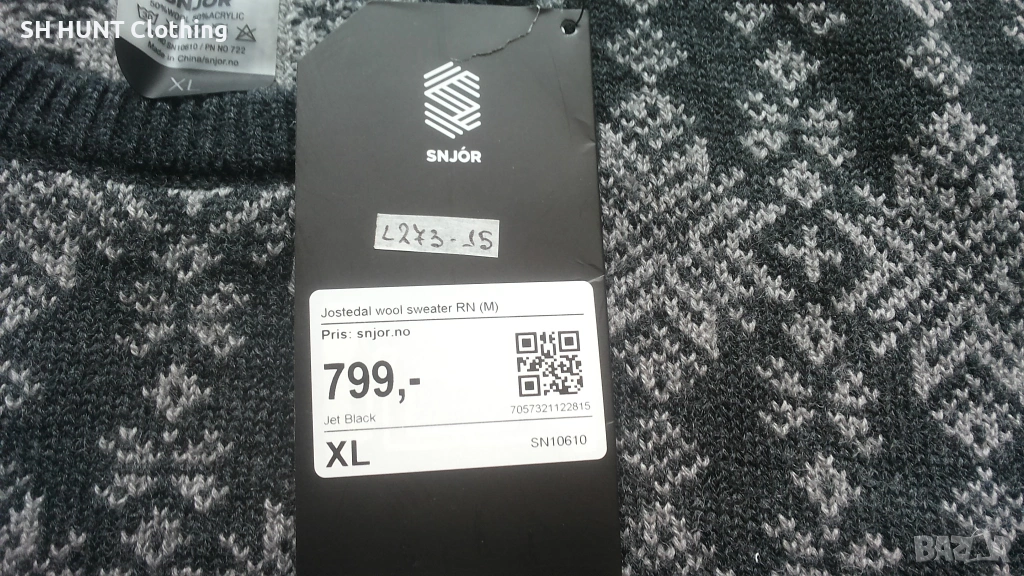 SH HUNT Clothing
SNJÓR
ACRYLIC
SN10610 / PN NO 722
Made in China/snjor.no
XL
SNJÓR
L273-15
Jostedal wool sweater RN (M)
Pris: snjor.no
799,-
7057321122815
Jet Black
XL
SN10610
BAZAR